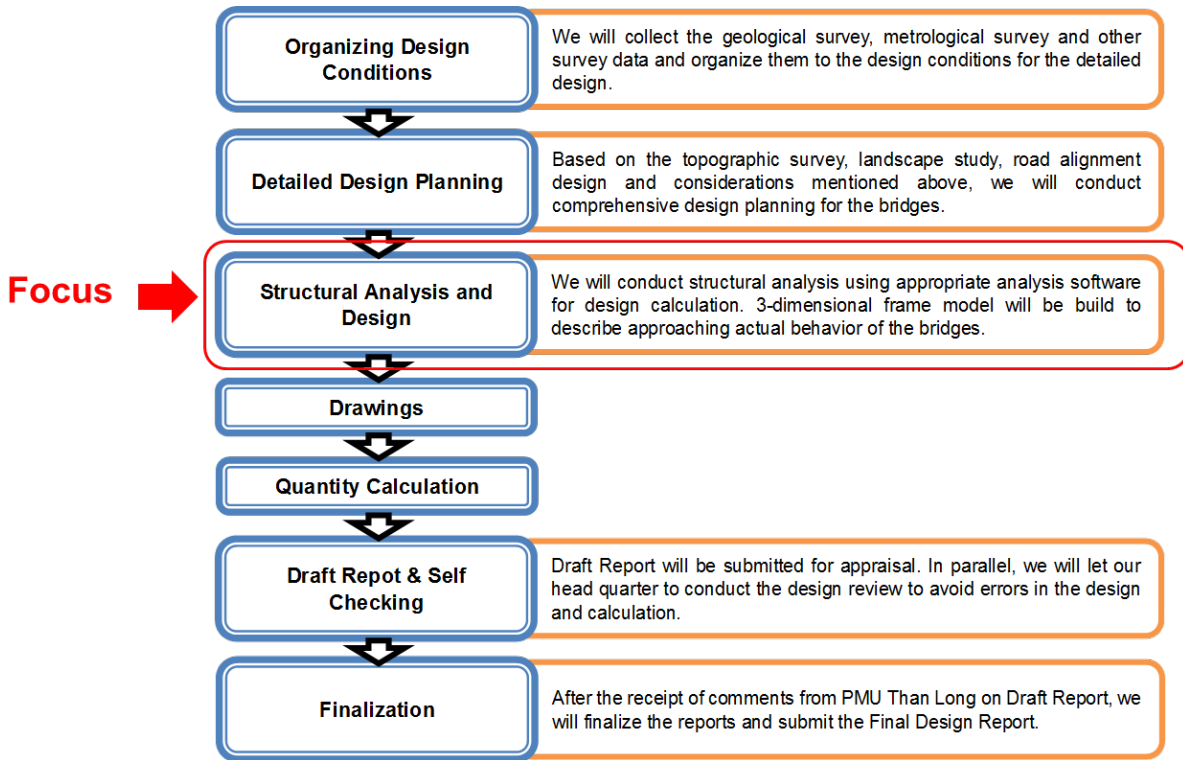 Organizing Design
Conditions
We will collect the geological survey, metrological survey and other
survey data and organize them to the design conditions for the detailed
design.
Detailed Design Planning
Based on the topographic survey, landscape study, road alignment
design and considerations mentioned above, we will conduct
comprehensive design planning for the bridges.
Focus
Structural Analysis and
Design
We will conduct structural analysis using appropriate analysis software
for design calculation. 3-dimensional frame model will be build to
describe approaching actual behavior of the bridges.
Drawings
Quantity Calculation
Draft Repot & Self
Checking
Draft Report will be submitted for appraisal. In parallel, we will let our
head quarter to conduct the design review to avoid errors in the design
and calculation.
Finalization
After the receipt of comments from PMU Than Long on Draft Report, we
will finalize the reports and submit the Final Design Report.